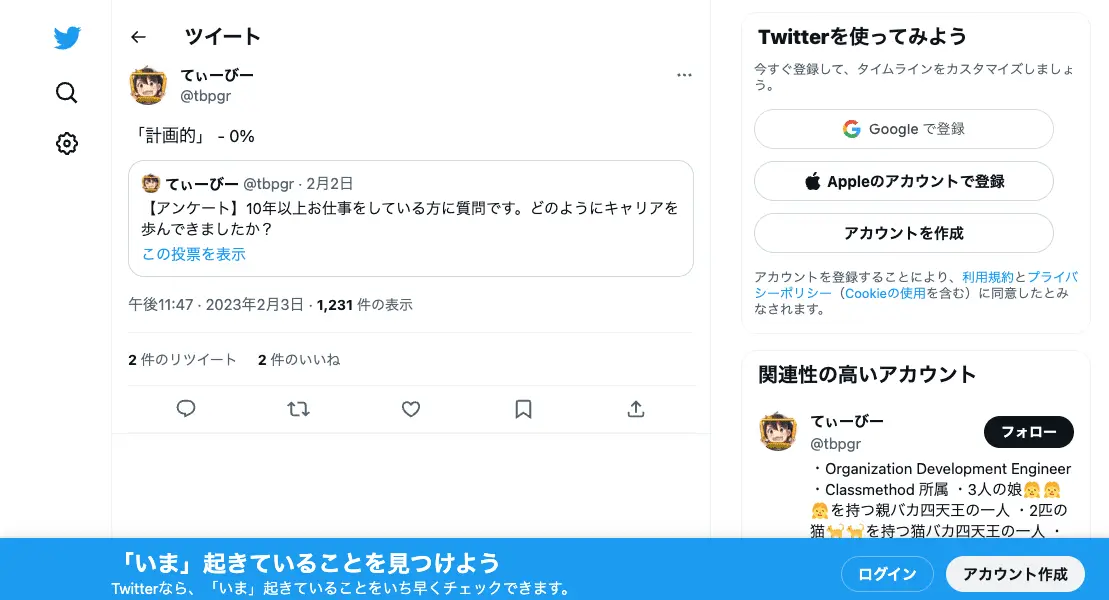 ツイート
てぃーびー
@tbpgr
「計画的」 - 0%
てぃーびー @tbpgr · 2月2日
【アンケート】10年以上お仕事をしている方に質問です。どのようにキャリアを
歩んできましたか？
この投票を表示
午後11:47 · 2023年2月3日 · 1,231 件の表示
2 件のリツイート 2 件のいいね
Twitterを使ってみよう
今すぐ登録して、タイムラインをカスタマイズしましょ
う。
Google で登録
Appleのアカウントで登録
アカウントを作成
アカウントを登録することにより、利用規約とプライバ
シーポリシー（Cookieの使用を含む）に同意したとみ
なされます。
関連性の高いアカウント
てぃーびー
@tbpgr
フォロー
・Organization Development Engineer
・Classmethod 所属 ・3人の娘👧👧
👧を持つ親バカ四天王の一人 ・2匹の
猫🐈🐈を持つ猫バカ四天王の一人 ・
「いま」起きていることを見つけよう
Twitterなら、「いま」起きていることをいち早くチェックできます。
ログイン
アカウント作成